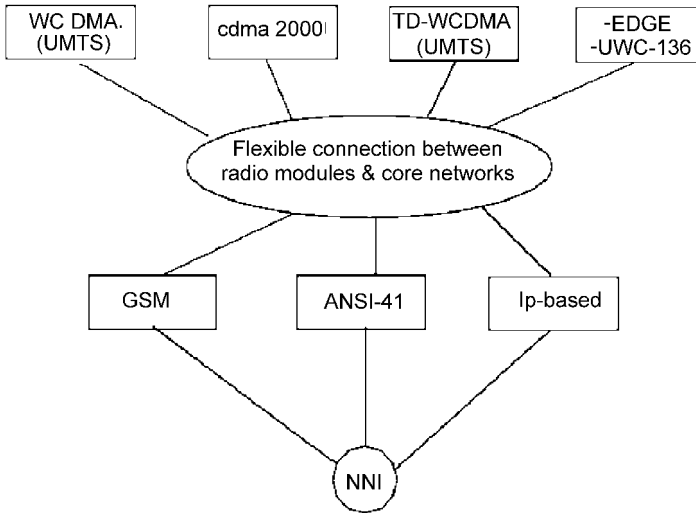 WC DMA.
(UMTS)
cdma 2000
TD-WCDMA
(UMTS)
-EDGE
-UWC-136
Flexible connection between
radio modules & core networks
GSM
ANSI-41
Ip-based
NNI